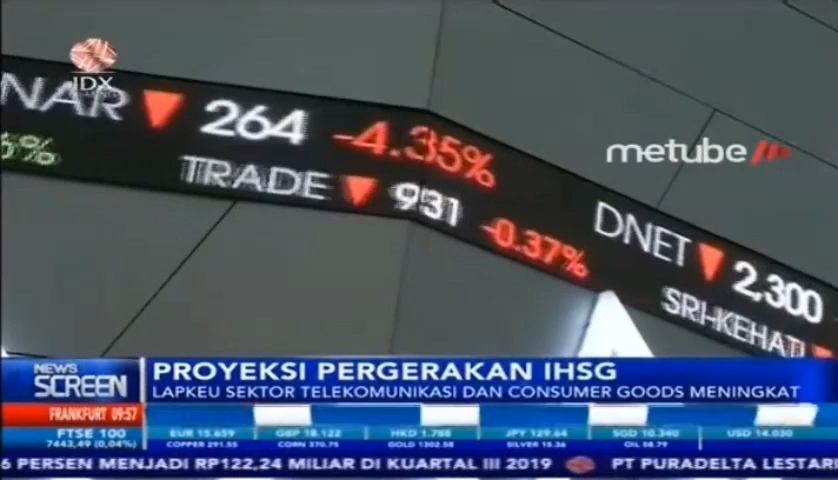 IDX
NAR ▼ 264 -4.35%
5%
TRADE ▼ 931 -0.37%
DNET ▼ 2,300
SRI-KEHATI ▼
metube
NEWS SCREEN
PROYEKSI PERGERAKAN IHSG
LAPKEU SEKTOR TELEKOMUNIKASI DAN CONSUMER GOODS MENINGKAT
FRANKFURT 09:57
FTSE 100
7443,49 (0,04%)
EUR 15.659 GBP 18.122 HKD 1.788 JPY 129.64 SGD 10.340 USD 14.030
COPPER 291.55 CORN 370.75 GOLD 1302.58 SILVER 15.36 OIL 58.79
6 PERSEN MENJADI RP122,24 MILIAR DI KUARTAL III 2019 PT PURADELTA LESTARI